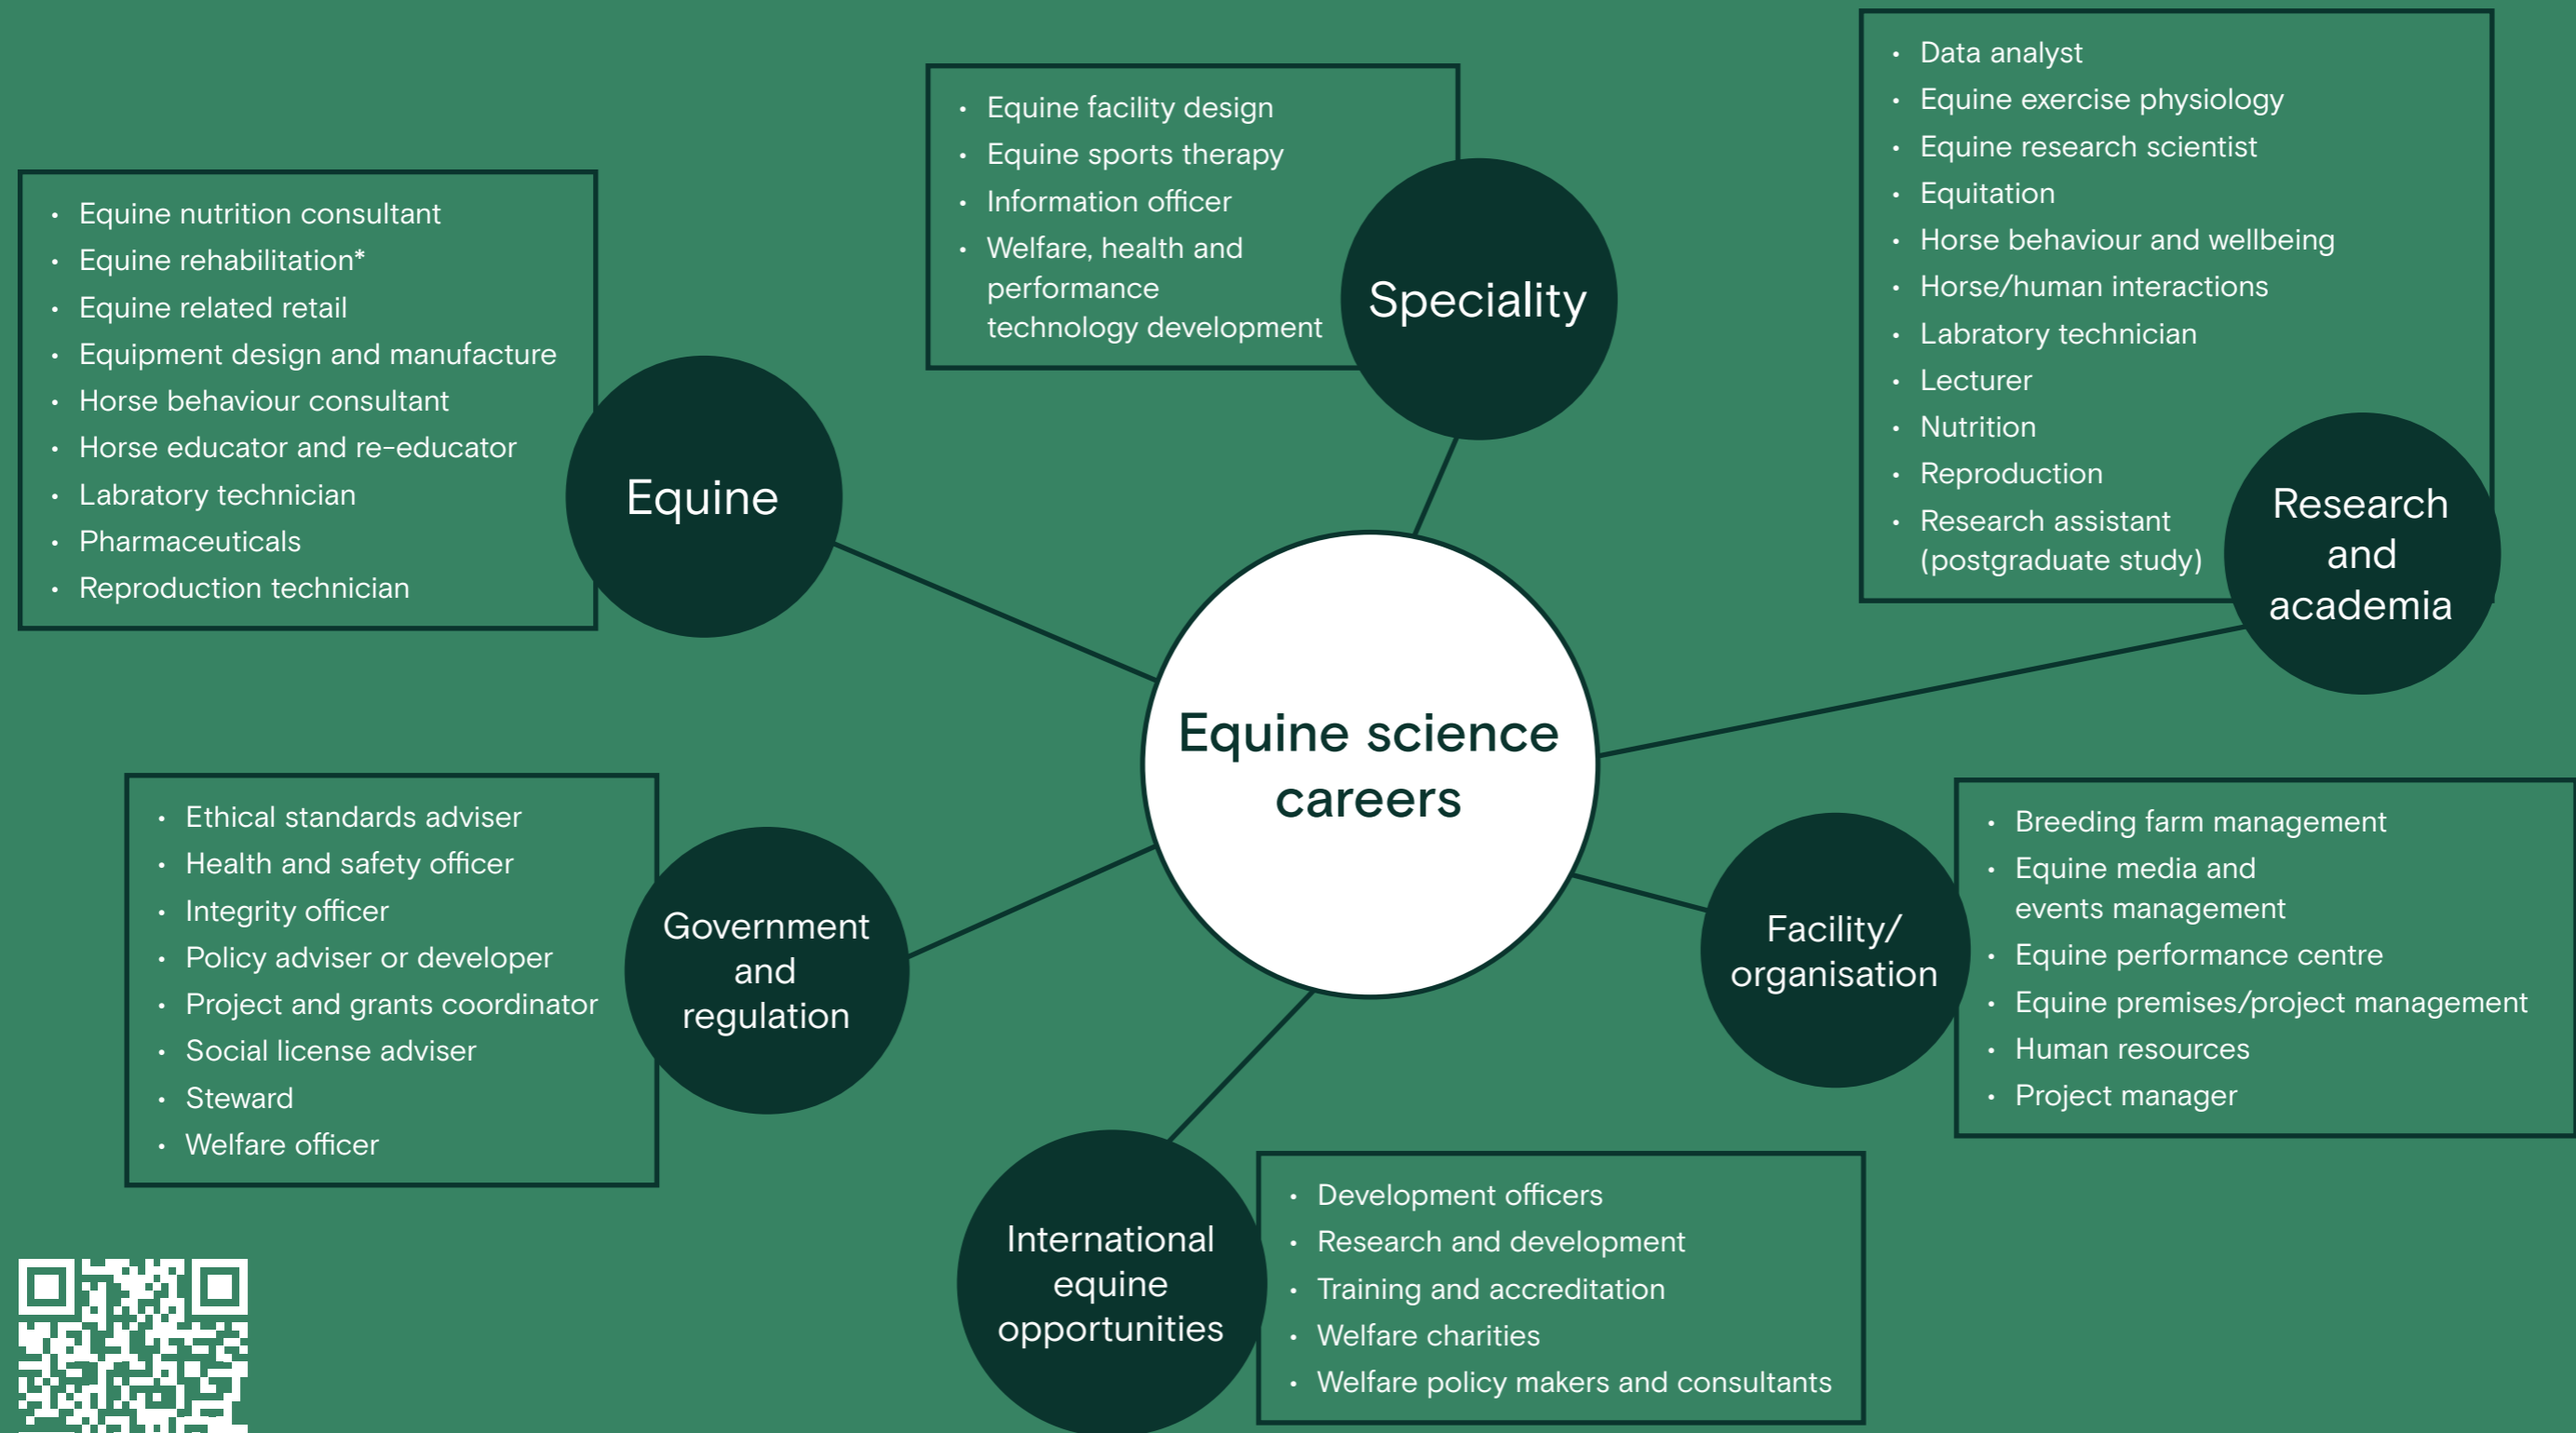 Equine science
careers
• Equine nutrition consultant
• Equine rehabilitation*
• Equine related retail
• Equipment design and manufacture
• Horse behaviour consultant
• Horse educator and re-educator
• Labratory technician
• Pharmaceuticals
• Reproduction technician
Equine
• Equine facility design
• Equine sports therapy
• Information officer
• Welfare, health and
performance
technology development
Speciality
• Data analyst
• Equine exercise physiology
• Equine research scientist
• Equitation
• Horse behaviour and wellbeing
• Horse/human interactions
• Labratory technician
• Lecturer
• Nutrition
• Reproduction
• Research assistant
(postgraduate study)
Research
and
academia
• Ethical standards adviser
• Health and safety officer
• Integrity officer
• Policy adviser or developer
• Project and grants coordinator
• Social license adviser
• Steward
• Welfare officer
Government
and
regulation
Facility/
organisation
• Breeding farm management
• Equine media and
events management
• Equine performance centre
• Equine premises/project management
• Human resources
• Project manager
International
equine
opportunities
• Development officers
• Research and development
• Training and accreditation
• Welfare charities
• Welfare policy makers and consultants